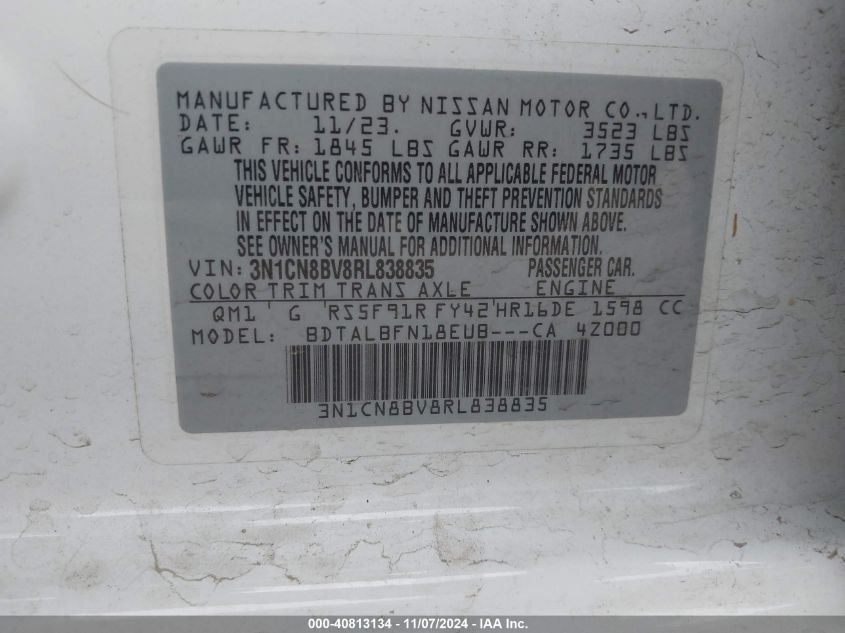 MANUFACTURED BY NISSAN MOTOR CO., LTD.
DATE: 11/23. GVWR: 3523 LBS
GAWR FR: 1845 LBS GAWR RR: 1735 LBS
THIS VEHICLE CONFORMS TO ALL APPLICABLE FEDERAL MOTOR
VEHICLE SAFETY, BUMPER AND THEFT PREVENTION STANDARDS
IN EFFECT ON THE DATE OF MANUFACTURE SHOWN ABOVE.
SEE OWNER'S MANUAL FOR ADDITIONAL INFORMATION.
VIN: 3N1CN8BV8RL838835 PASSENGER CAR.
COLOR TRIM TRANS AXLE ENGINE
QM1 ' G ' RS5F91R FY42 ' HR16DE 1598 CC
MODEL: BDTALBFN18EUB---CA 4Z000
3N1CN8BV8RL838835
000-40813134 - 11/07/2024 - IAA Inc.